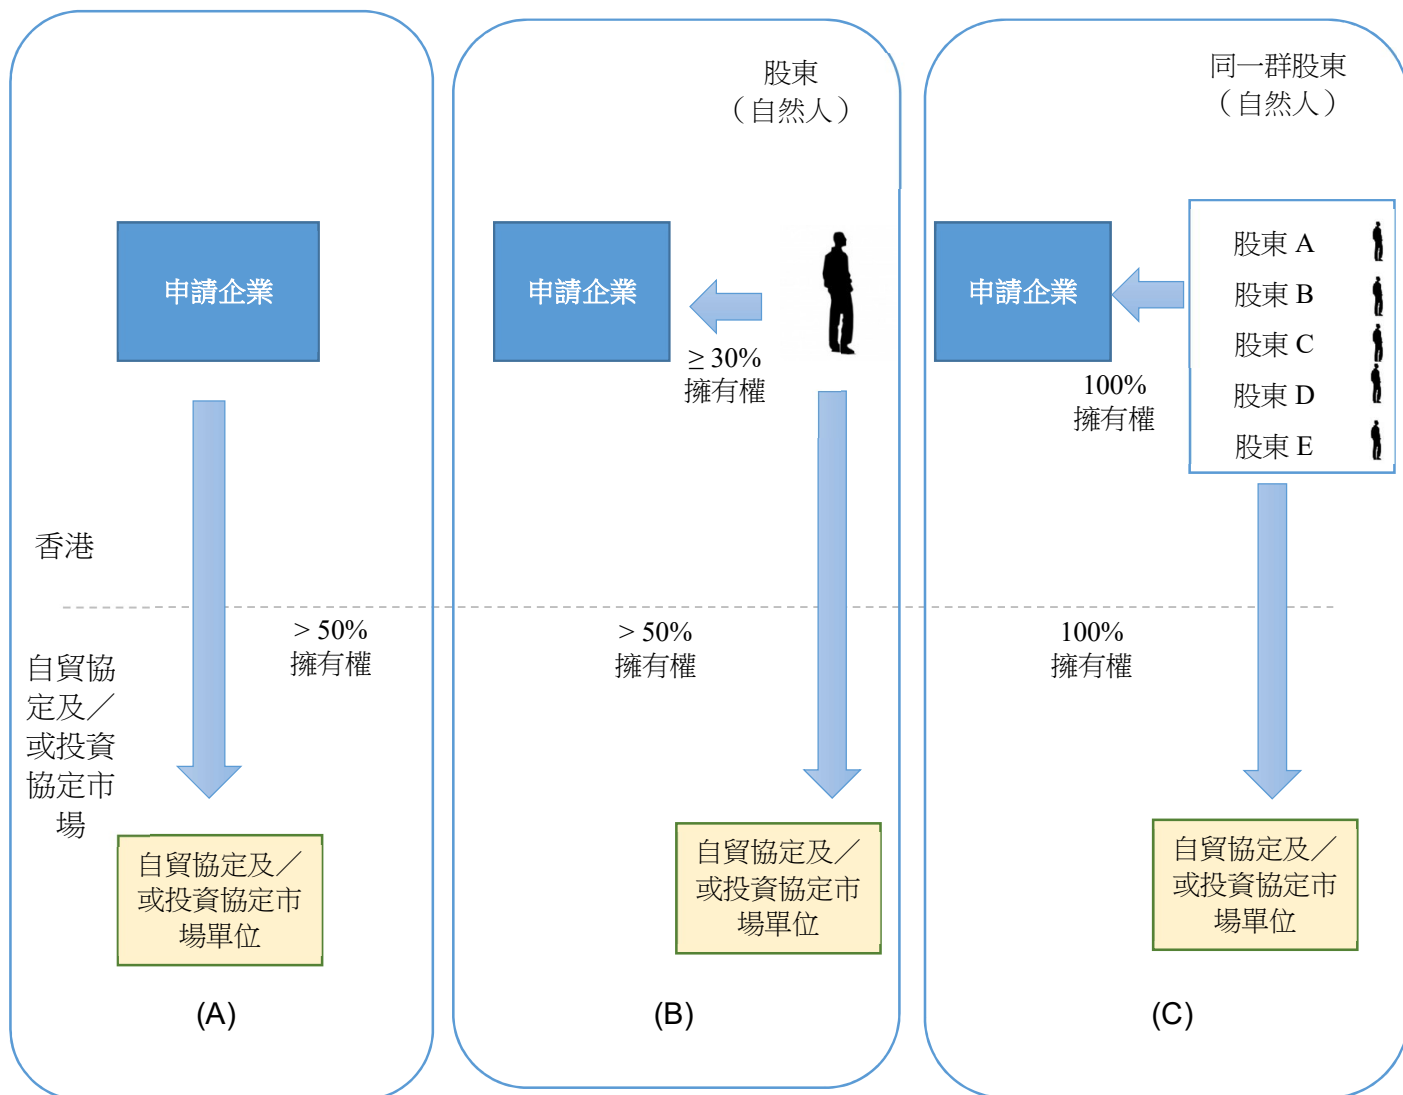 申請企業
香港
自貿協
定及／
或投資
協定市
場
> 50%
擁有權
自貿協定及／
或投資協定市
場單位
(A)
股東
（自然人）
申請企業
≥ 30%
擁有權
> 50%
擁有權
自貿協定及／
或投資協定市
場單位
(B)
同一群股東
（自然人）
申請企業
100%
擁有權
股東 A
股東 B
股東 C
股東 D
股東 E
100%
擁有權
自貿協定及／
或投資協定市
場單位
(C)